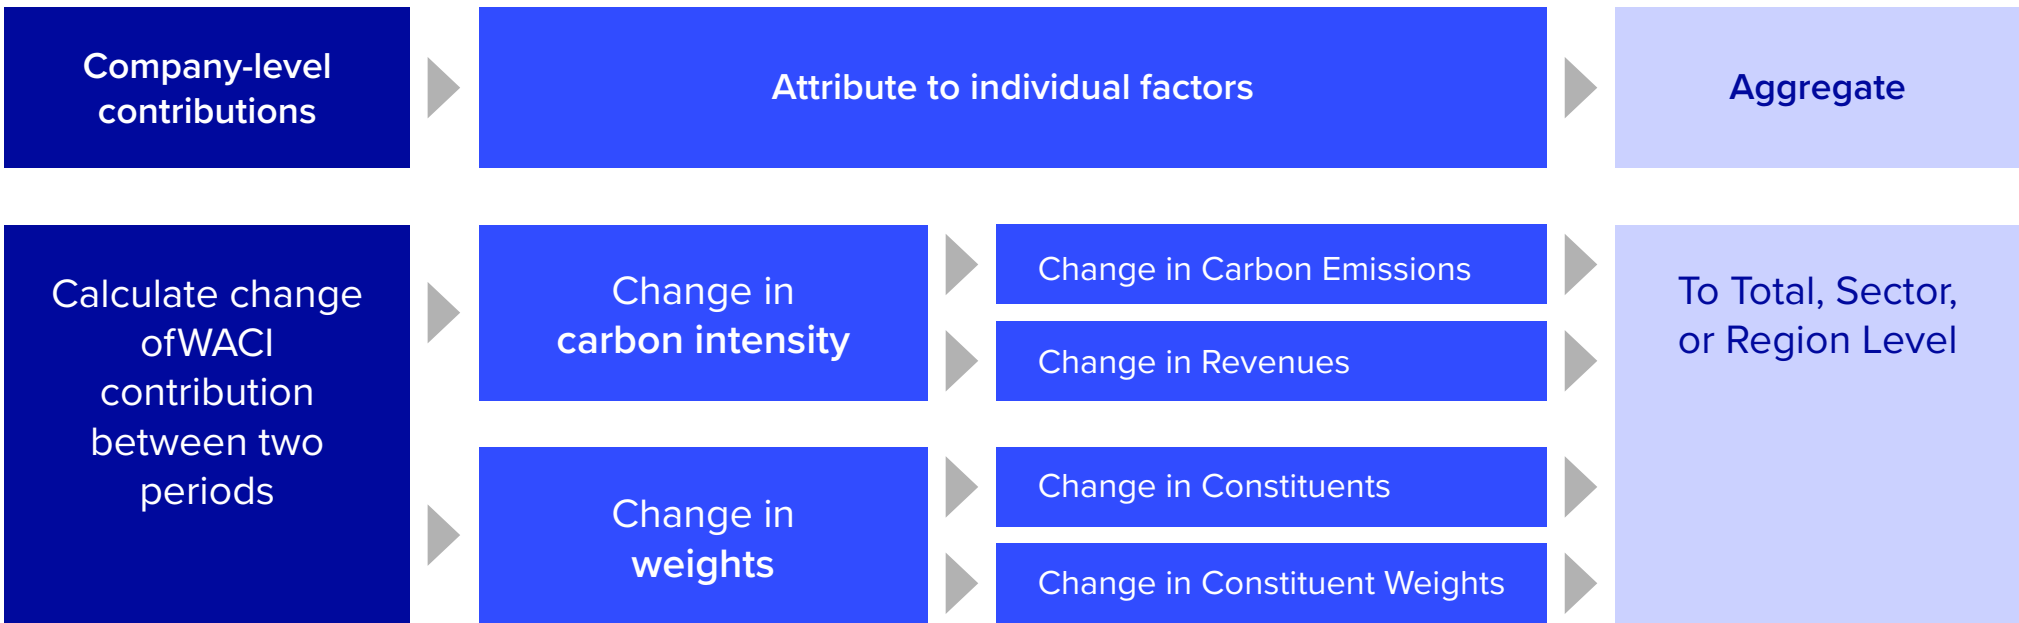 Company-level
contributions
Attribute to individual factors
Aggregate
Calculate change
ofWACI
contribution
between two
periods
Change in
carbon intensity
Change in Carbon Emissions
Change in Revenues
Change in
weights
Change in Constituents
Change in Constituent Weights
To Total, Sector,
or Region Level